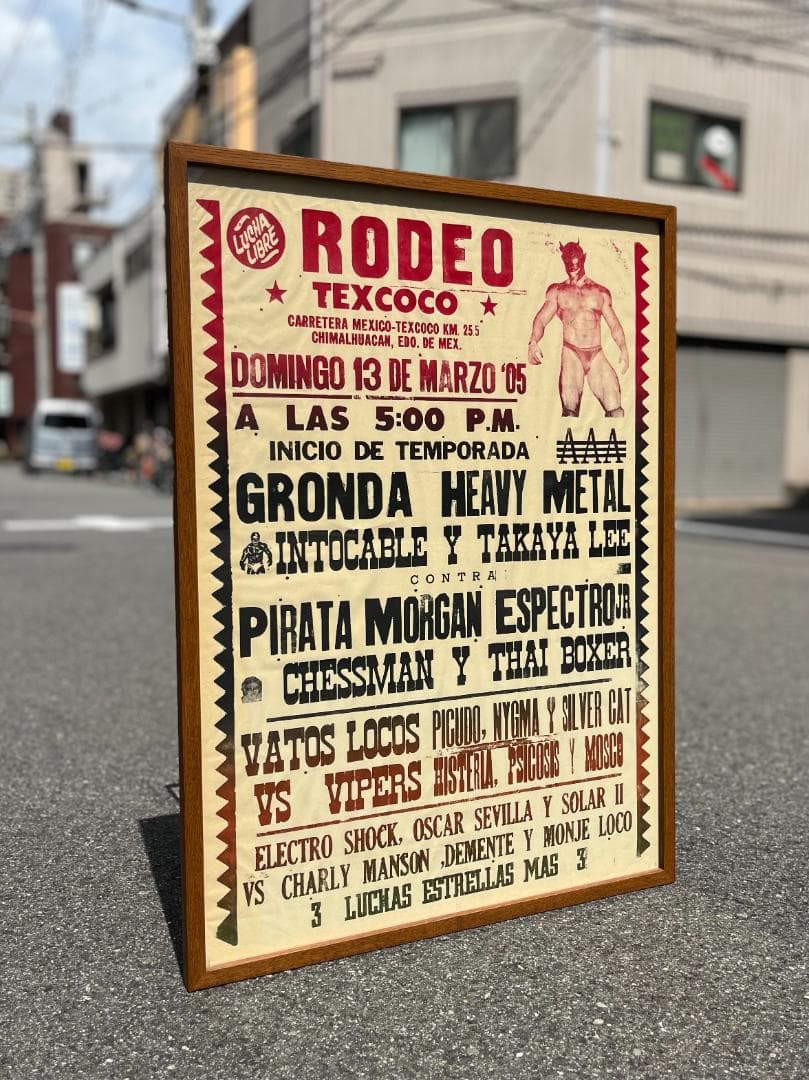 LUCHA
LIBRE
RODEO
TEXCOCO
CARRETERA MEXICO-TEXCOCO KM. 25.5
CHIMALHUACAN, EDO. DE MEX.
DOMINGO 13 DE MARZO '05
A LAS 5:00 P.M.
INICIO DE TEMPORADA
AAA
GRONDA HEAVY METAL
INTOCABLE Y TAKAYA LEE
CONTRA
PIRATA MORGAN ESPECTRO JR
CHESSMAN Y THAI BOXER
VATOS LOCOS PICUDO, NYGMA Y SILVER CAT
VS VIPERS HISTERIA, PSICOSIS Y MOSCO
ELECTRO SHOCK, OSCAR SEVILLA Y SOLAR II
VS CHARLY MANSON ,DEMENTE Y MONJE LOCO
3 LUCHAS ESTRELLAS MAS 3